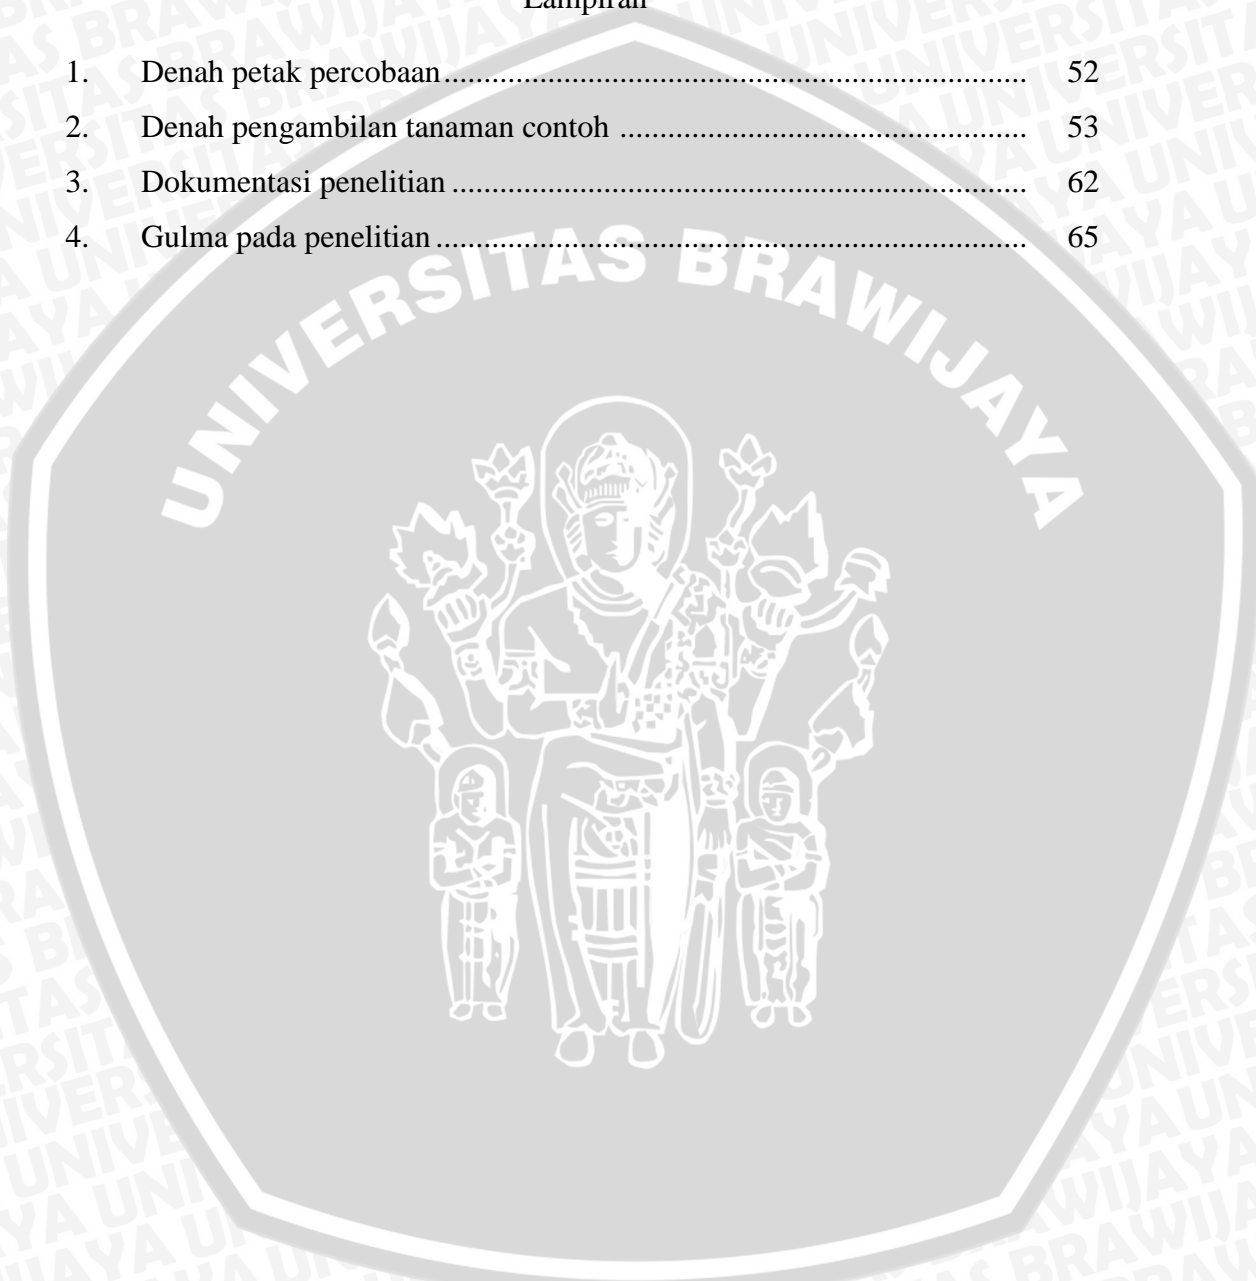 Lampiran
1. Denah petak percobaan......................................................................... 52
2. Denah pengambilan tanaman contoh ................................................... 53
3. Dokumentasi penelitian ........................................................................ 62
4. Gulma pada penelitian.......................................................................... 65
UNIVERSITAS BRAWIJAYA